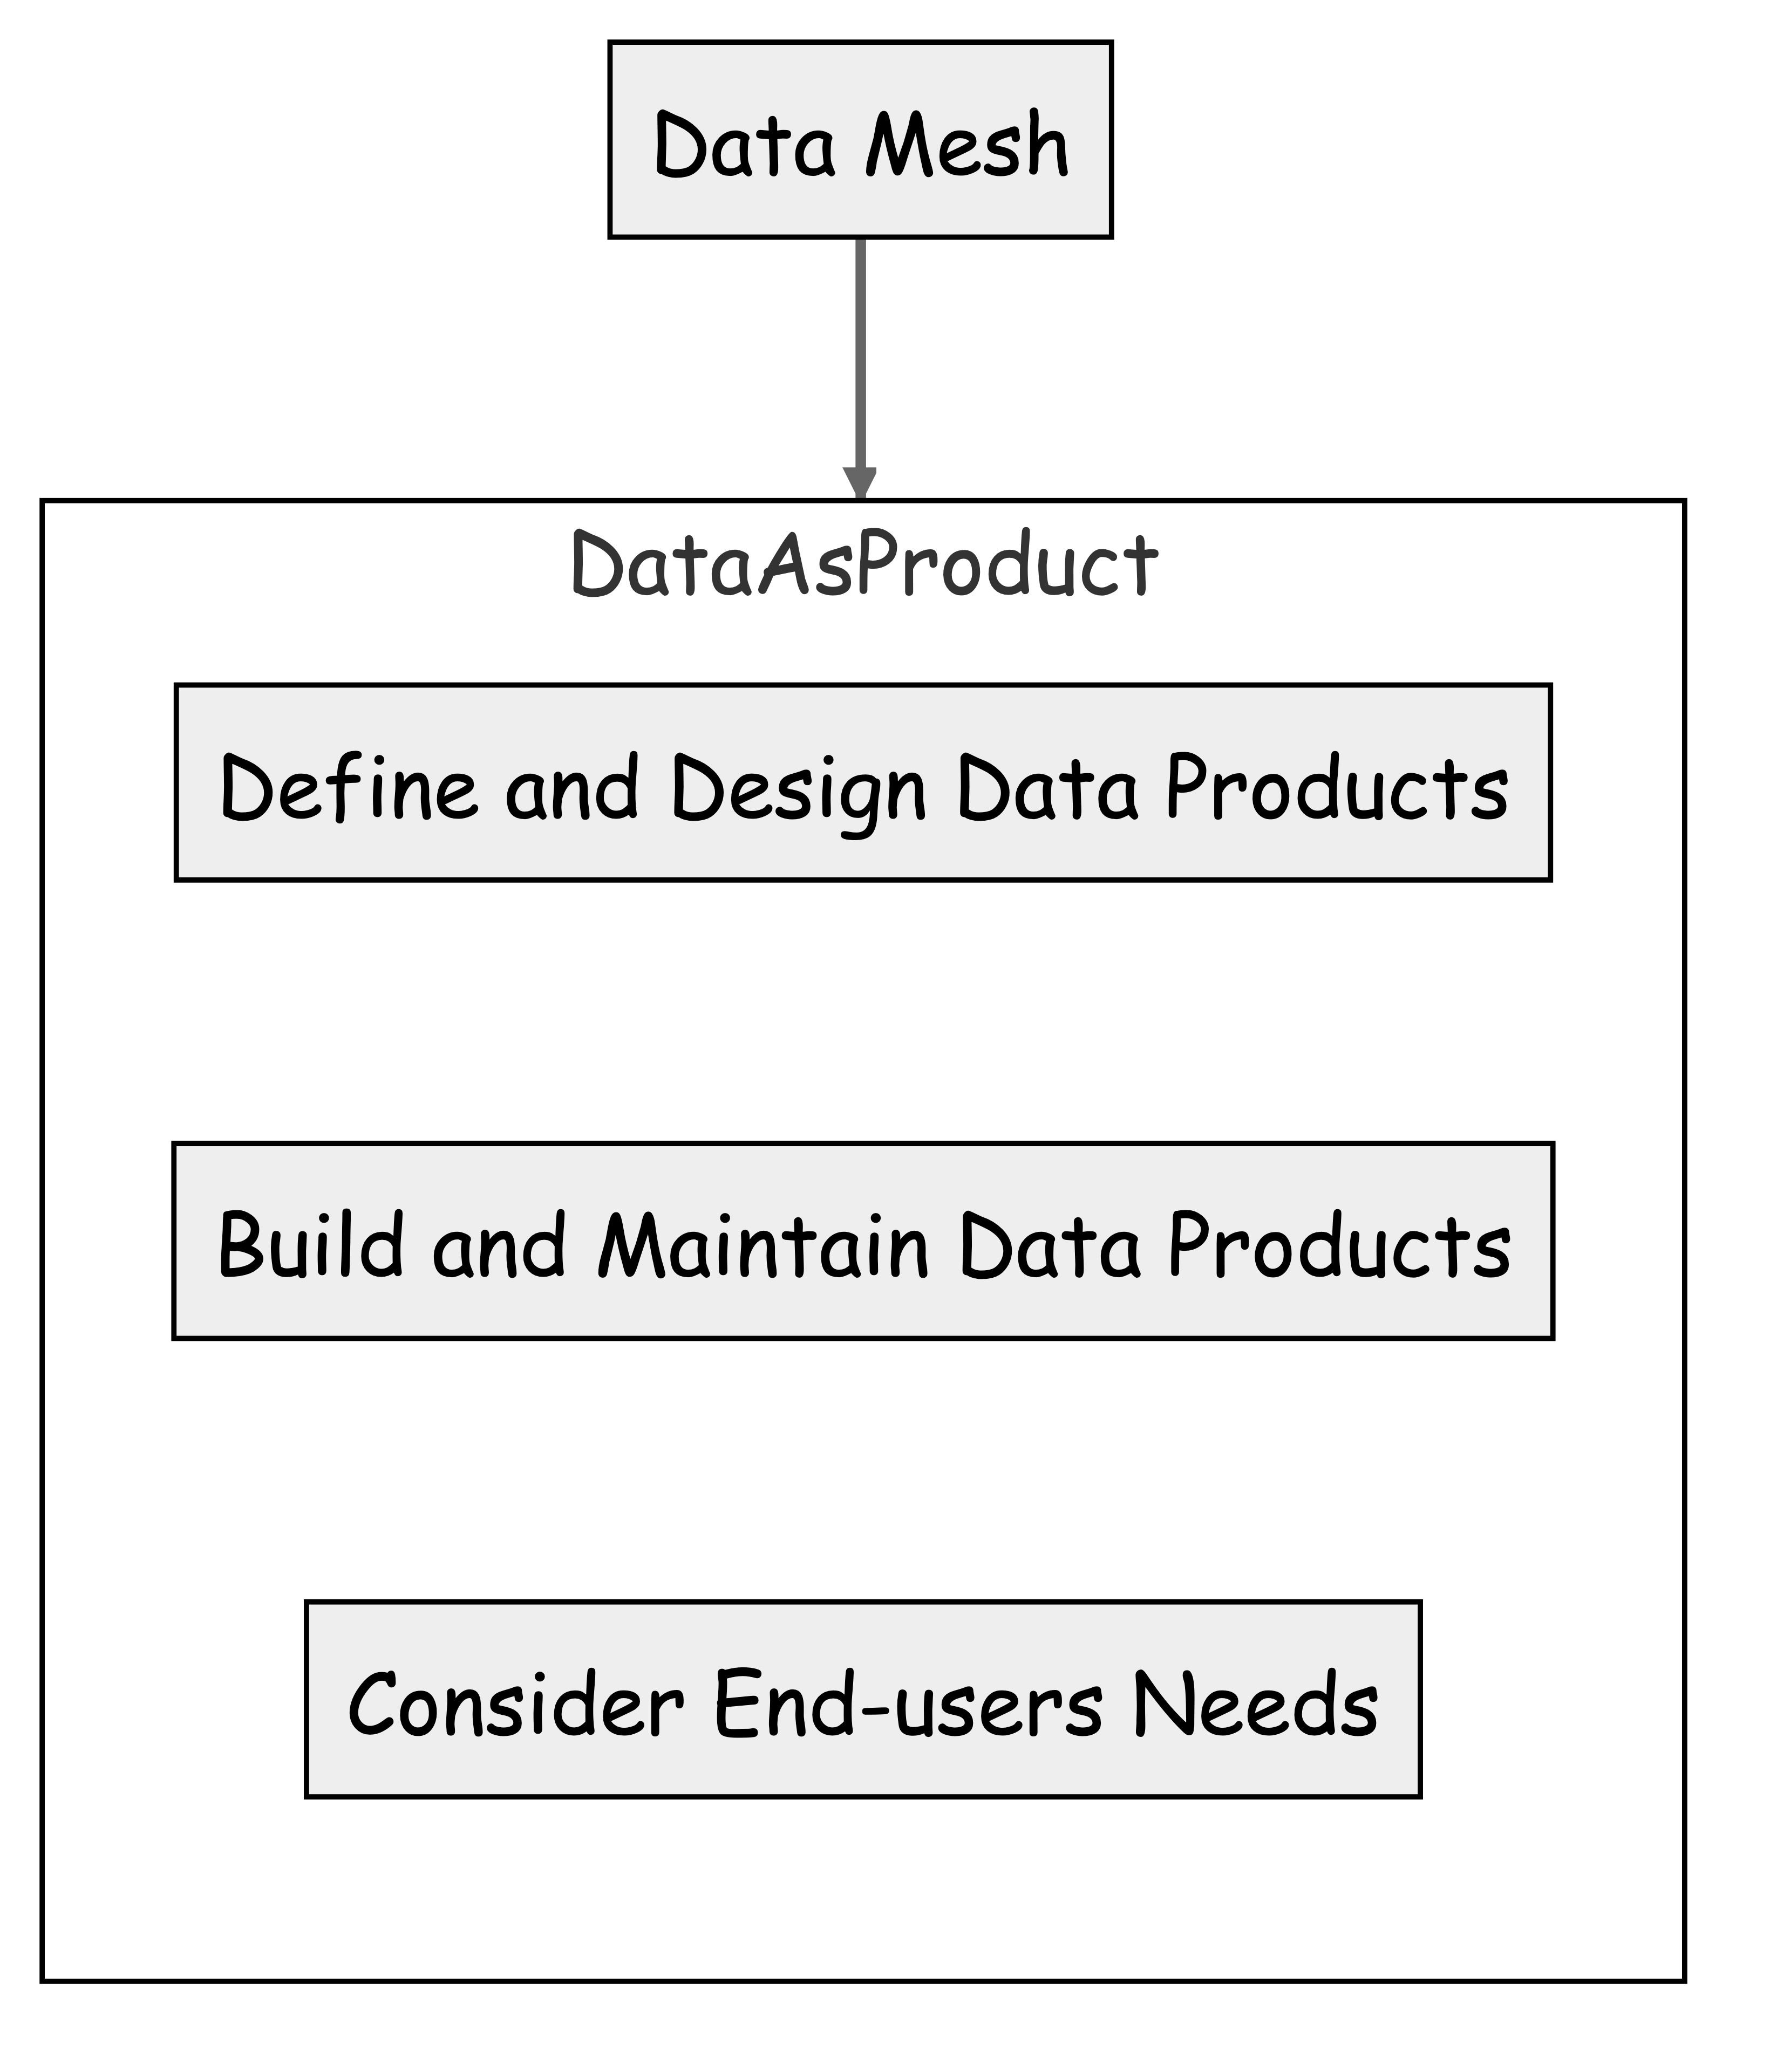 Data Mesh
DataAsProduct
Define and Design Data Products
Build and Maintain Data Products
Consider End-users Needs